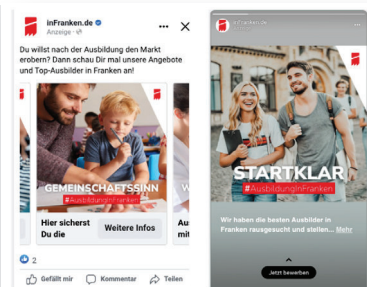 inFranken.de
Anzeige ·
Du willst nach der Ausbildung den Markt
erobern? Dann schau Dir mal unsere Angebote
und Top-Ausbilder in Franken an!
GEMEINSCHAFTSSINN
#AusbildungInFranken
Hier sicherst
Du die
Weitere Infos
Au
mit
2
Gefällt mir
Kommentar
Teilen
inFranken.de
STARTKLAR
#AusbildungInFranken
Wir haben die besten Ausbilder in
Franken rausgesucht und stellen... Mehr
Jetzt bewerben